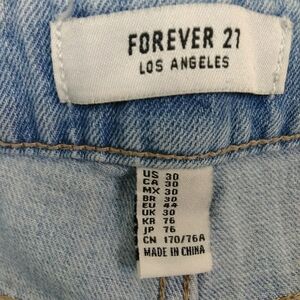 FOREVER 21
LOS ANGELES
US 30
CA 30
MX 30
BR 30
EU 44
UK 30
KR 76
JP 76
CN 170/76A
MADE IN CHINA